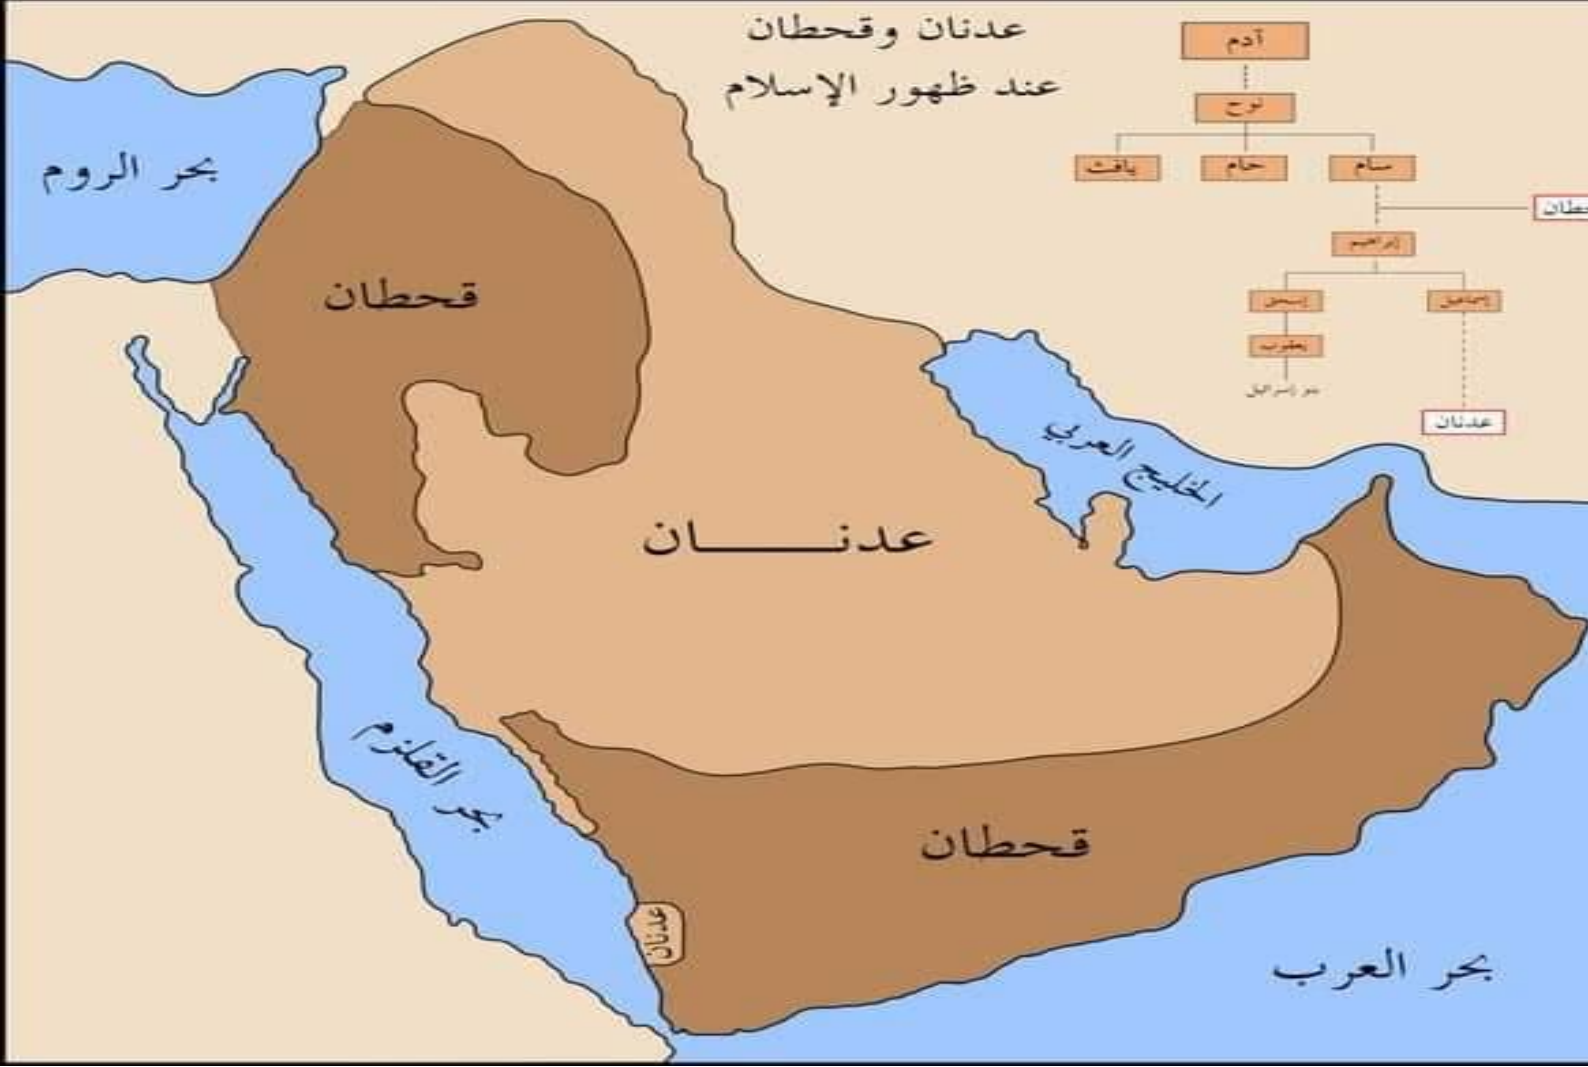 عدنان وقحطان
عند ظهور الإسلام
آدم
نوح
سام
حام
يافث
إبراهيم
إسماعيل
إسحق
يعقوب
بنو إسرائيل
عدنان
بحر الروم
قحطان
الخليج العربي
عدنـــــــان
بحر القلزم
قحطان
عدنان
بحر العرب